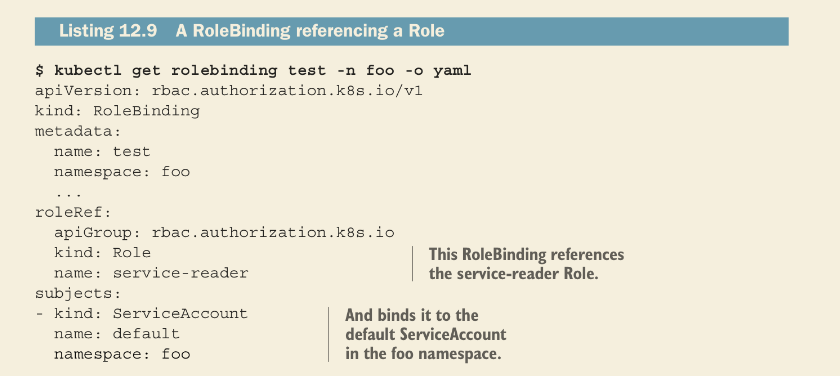 Listing 12.9 A RoleBinding referencing a Role
$ kubectl get rolebinding test -n foo -o yaml
apiVersion: rbac.authorization.k8s.io/v1
kind: RoleBinding
metadata:
  name: test
  namespace: foo
  ...
roleRef:
  apiGroup: rbac.authorization.k8s.io
  kind: Role
  name: service-reader
This RoleBinding references
the service-reader Role.
subjects:
- kind: ServiceAccount
  name: default
  namespace: foo
And binds it to the
default ServiceAccount
in the foo namespace.